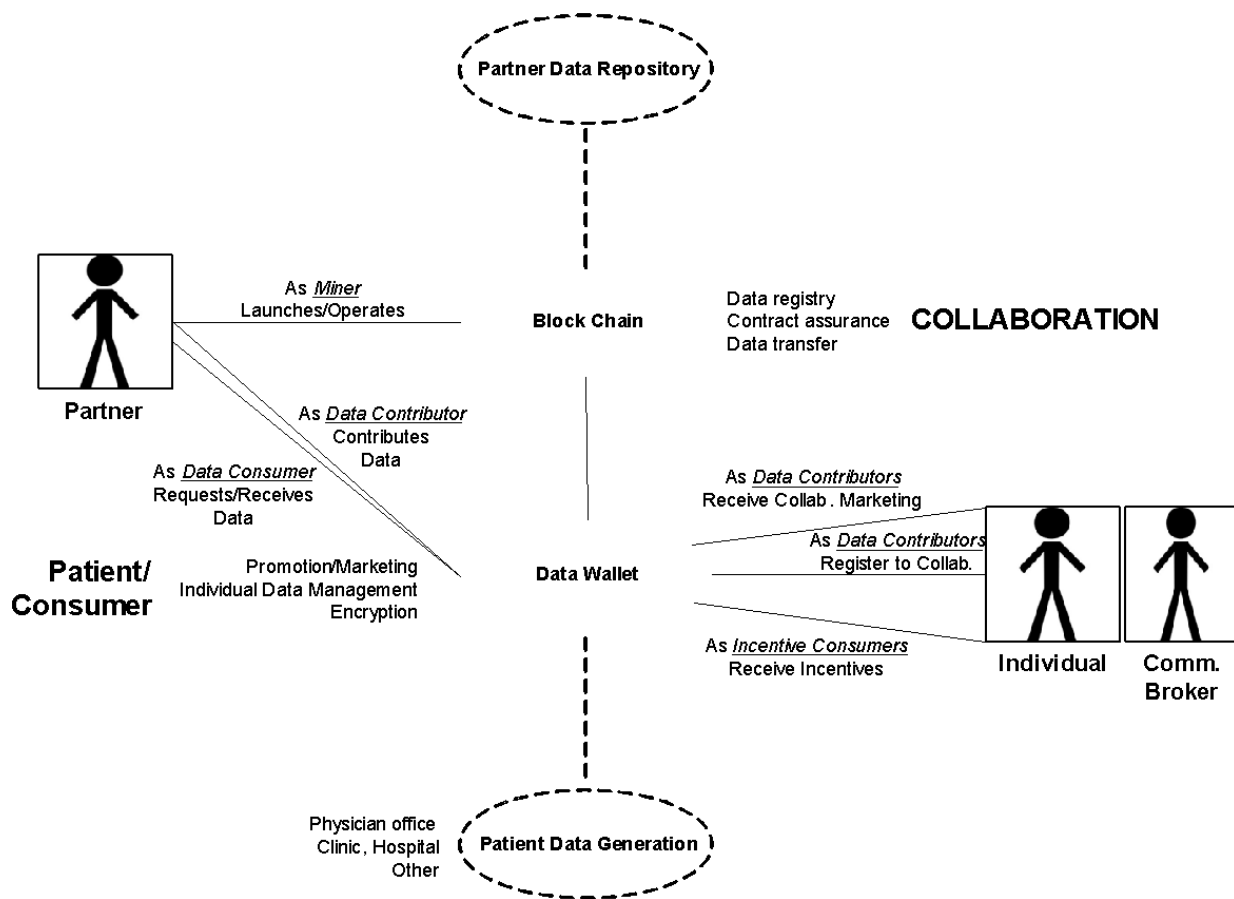 Partner Data Repository
As Miner
Launches/Operates
Partner
Block Chain
Data registry
Contract assurance
Data transfer
COLLABORATION
As Data Contributor
Contributes
Data
As Data Consumer
Requests/Receives
Data
As Data Contributors
Receive Collab. Marketing
As Data Contributors
Register to Collab.
Patient/
Consumer
Promotion/Marketing
Individual Data Management
Encryption
Data Wallet
As Incentive Consumers
Receive Incentives
Individual
Comm.
Broker
Physician office
Clinic, Hospital
Other
Patient Data Generation